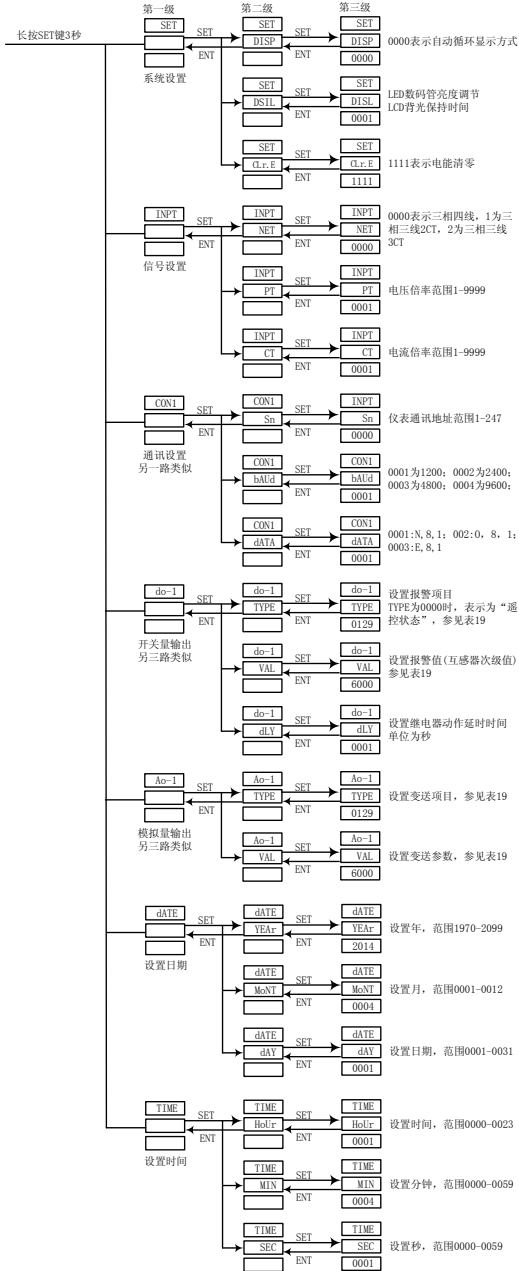 第一级 第二级 第三级
长按SET键3秒
SET SET SET SET SET
DISP DISP 0000表示自动循环显示方式
ENT ENT 0000
系统设置
SET SET SET
DSIL DISL LED数码管亮度调节
LCD背光保持时间
ENT 0001
SET SET SET
CLr.E CLr.E 1111表示电能清零
ENT 1111
INPT SET INPT SET INPT
NET NET 0000表示三相四线，1为三
相三线2CT，2为三相三线
3CT
ENT ENT 0000
信号设置
INPT SET INPT
PT PT 电压倍率范围1-9999
ENT 0001
INPT SET INPT
CT CT 电流倍率范围1-9999
ENT 0001
CON1 SET CON1 SET INPT
Sn Sn 仪表通讯地址范围1-247
ENT ENT 0000
通讯设置
另一路类似
CON1 SET CON1
bAUd bAUd 0001为1200；0002为2400；
0003为4800；0004为9600；
ENT 0001
CON1 SET CON1
dATA dATA 0001:N,8,1；002:O，8，1；
0003:E,8,1
ENT 0001
do-1 SET do-1 SET do-1
TYPE TYPE 设置报警项目
TYPE为0000时，表示为“遥
控状态”，参见表19
ENT ENT 0129
开关量输出
另三路类似
do-1 SET do-1
VAL VAL 设置报警值(互感器次级值)
参见表19
ENT 6000
do-1 SET do-1
dLY dLY 设置继电器动作延时时间
单位为秒
ENT 0001
Ao-1 SET Ao-1 SET Ao-1
TYPE TYPE 设置变送项目，参见表19
ENT ENT 0129
模拟量输出
另三路类似
Ao-1 SET Ao-1
VAL VAL 设置变送参数，参见表19
ENT 6000
dATE SET dATE SET dATE
YEAr YEAr 设置年，范围1970-2099
ENT ENT 2014
设置日期
dATE SET dATE
MoNT MoNT 设置月，范围0001-0012
ENT 0004
dATE SET dATE
dAY dAY 设置日期，范围0001-0031
ENT 0001
TIME SET TIME SET TIME
HoUr HoUr 设置时间，范围0000-0023
ENT ENT 0001
设置时间
TIME SET TIME
MIN MIN 设置分钟，范围0000-0059
ENT 0004
TIME SET TIME
SEC SEC 设置秒，范围0000-0059
ENT 0001